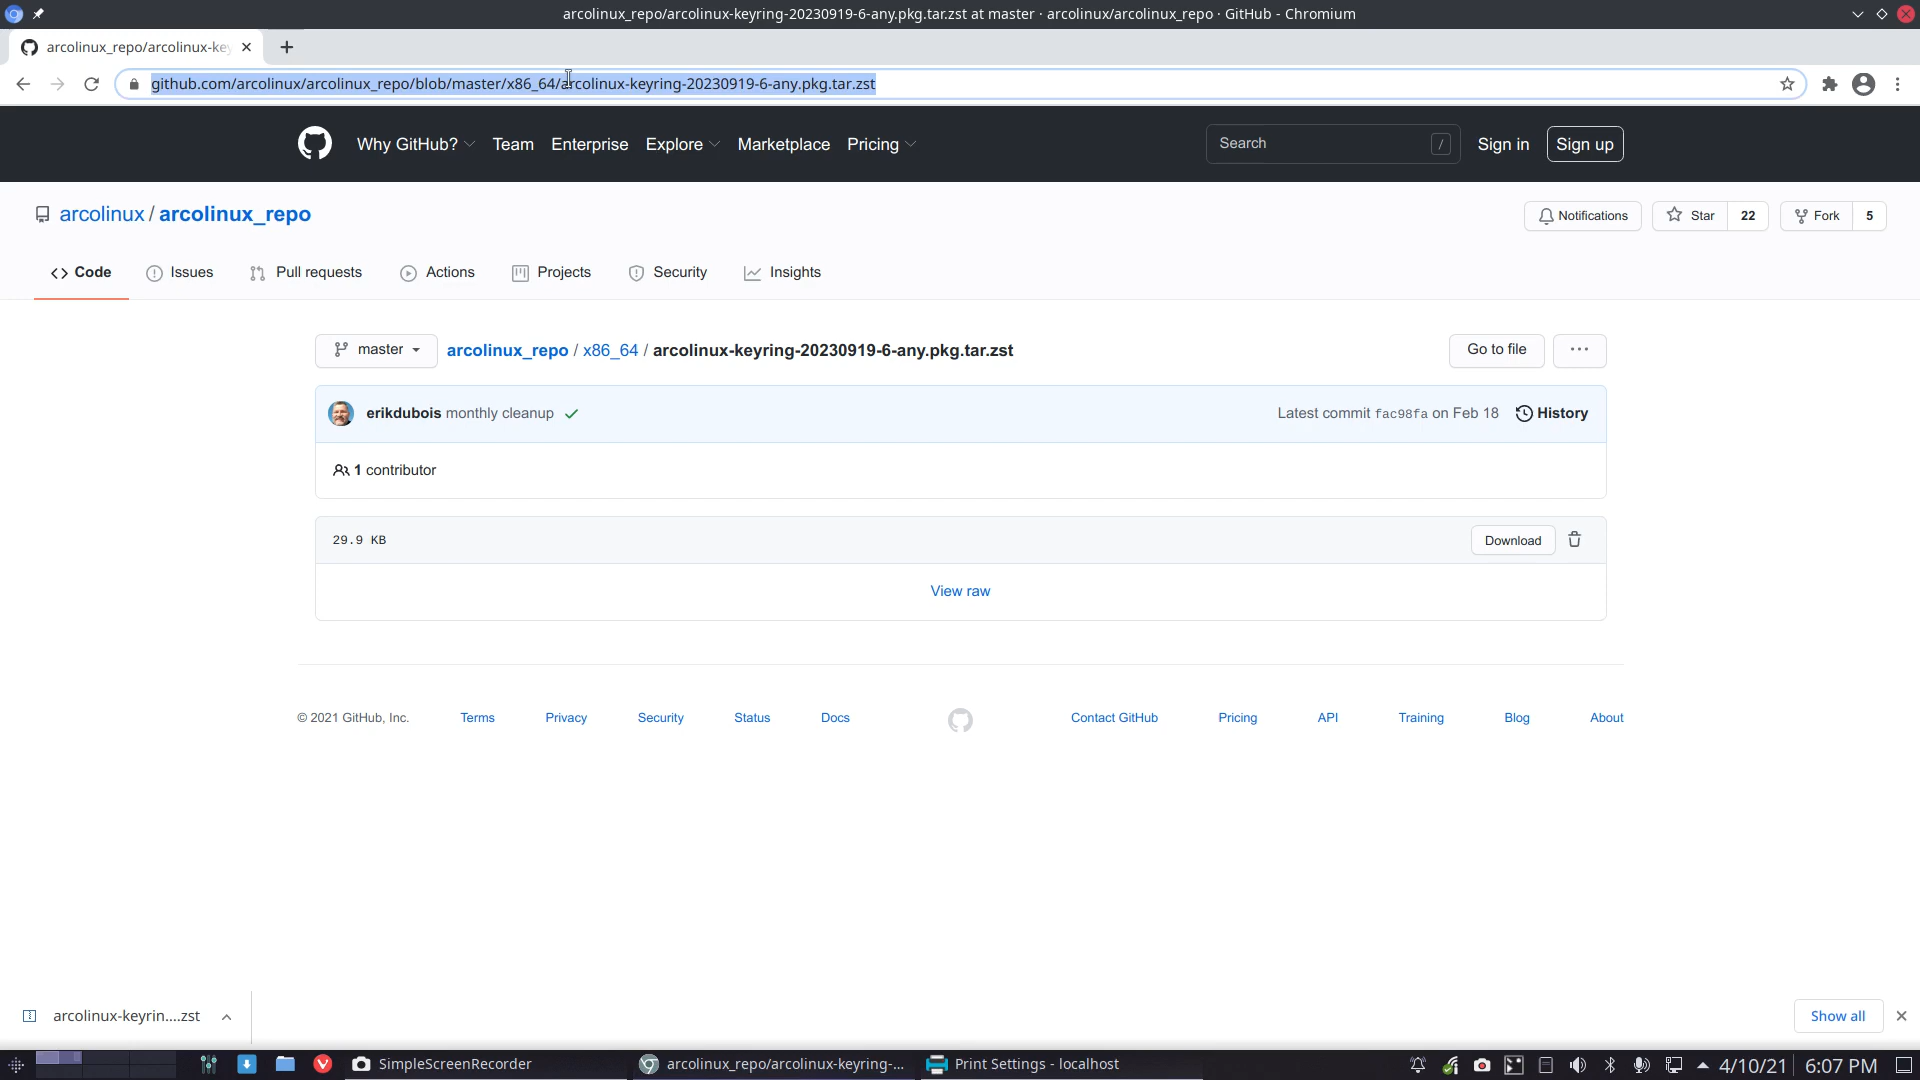 arcolinux_repo/arcolinux-keyring-20230919-6-any.pkg.tar.zst at master · arcolinux/arcolinux_repo · GitHub - Chromium
arcolinux_repo/arcolinux-key
github.com/arcolinux/arcolinux_repo/blob/master/x86_64/arcolinux-keyring-20230919-6-any.pkg.tar.zst
Why GitHub? Team Enterprise Explore Marketplace Pricing Search / Sign in Sign up
arcolinux / arcolinux_repo Notifications Star 22 Fork 5
Code Issues Pull requests Actions Projects Security Insights
master arcolinux_repo / x86_64 / arcolinux-keyring-20230919-6-any.pkg.tar.zst Go to file ...
erikdubois monthly cleanup Latest commit fac98fa on Feb 18 History
1 contributor
29.9 KB Download
View raw
© 2021 GitHub, Inc. Terms Privacy Security Status Docs Contact GitHub Pricing API Training Blog About
arcolinux-keyrin....zst Show all
SimpleScreenRecorder arcolinux_repo/arcolinux-keyring-... Print Settings - localhost 4/10/21 6:07 PM